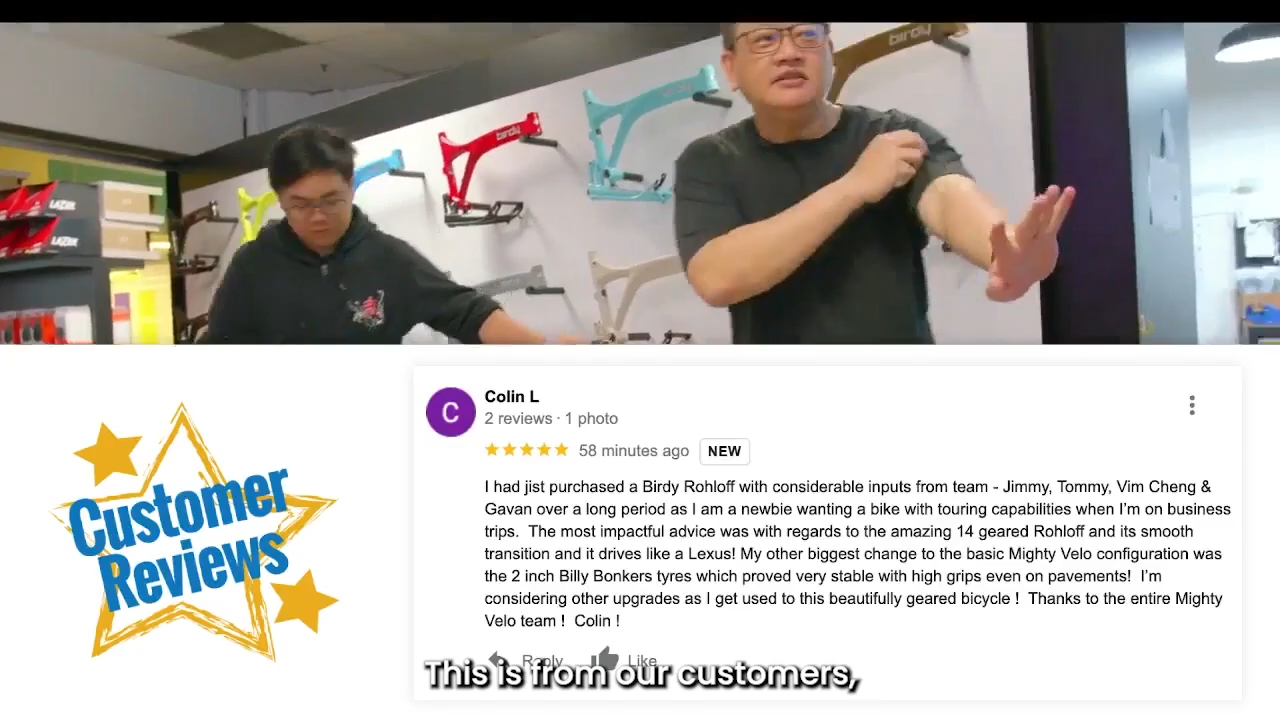 birdy
birdy
LAZER
LAZER
Customer
Reviews
C
Colin L
2 reviews · 1 photo
★★★★★ 58 minutes ago NEW
I had jist purchased a Birdy Rohloff with considerable inputs from team - Jimmy, Tommy, Vim Cheng &
Gavan over a long period as I am a newbie wanting a bike with touring capabilities when I'm on business
trips.  The most impactful advice was with regards to the amazing 14 geared Rohloff and its smooth
transition and it drives like a Lexus! My other biggest change to the basic Mighty Velo configuration was
the 2 inch Billy Bonkers tyres which proved very stable with high grips even on pavements!  I'm
considering other upgrades as I get used to this beautifully geared bicycle !  Thanks to the entire Mighty
Velo team !  Colin !
Reply Like
This is from our customers,